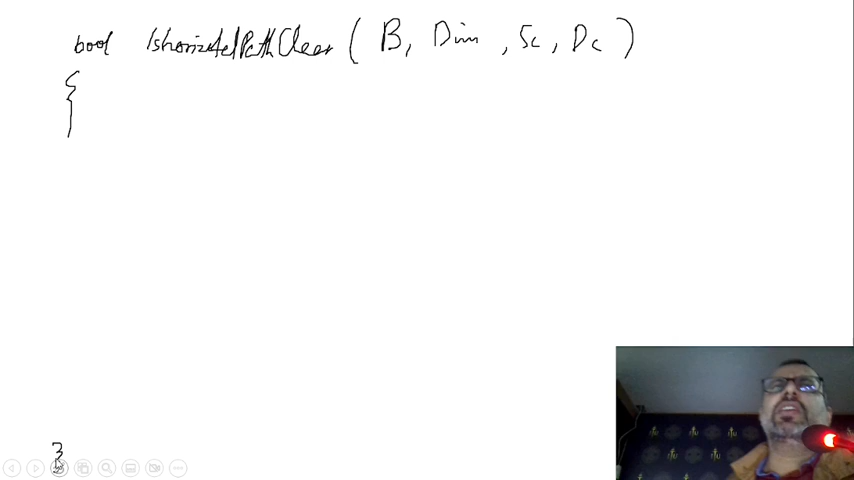 bool IshorizontalPathClear ( B, Dim , Sc , Dc )
{
}